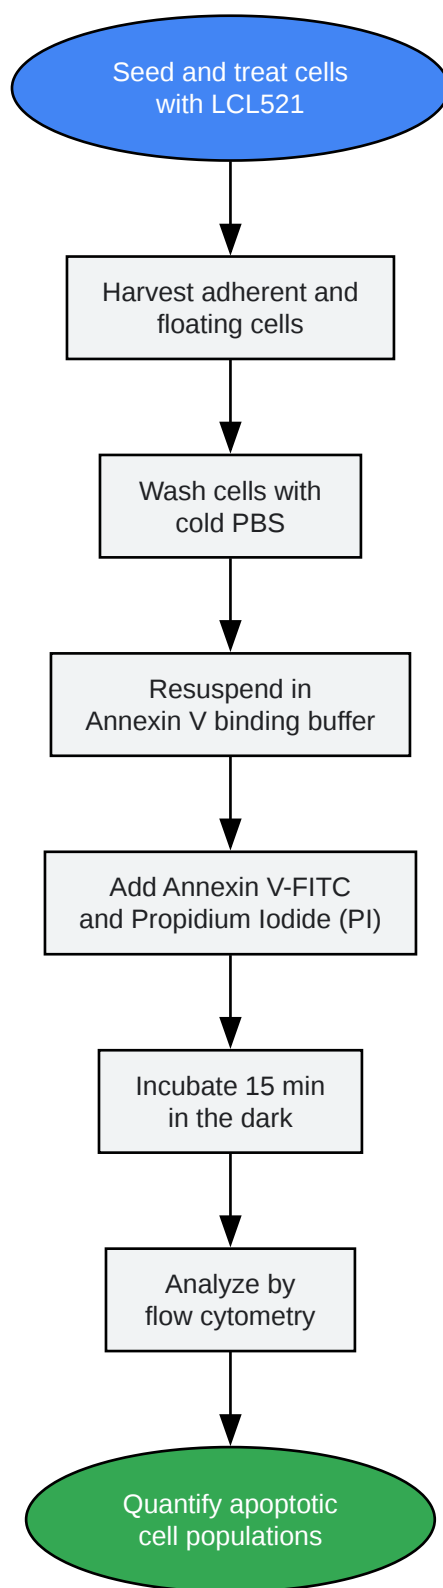 Seed and treat cells
with LCL521
Harvest adherent and
floating cells
Wash cells with
cold PBS
Resuspend in
Annexin V binding buffer
Add Annexin V-FITC
and Propidium Iodide (PI)
Incubate 15 min
in the dark
Analyze by
flow cytometry
Quantify apoptotic
cell populations